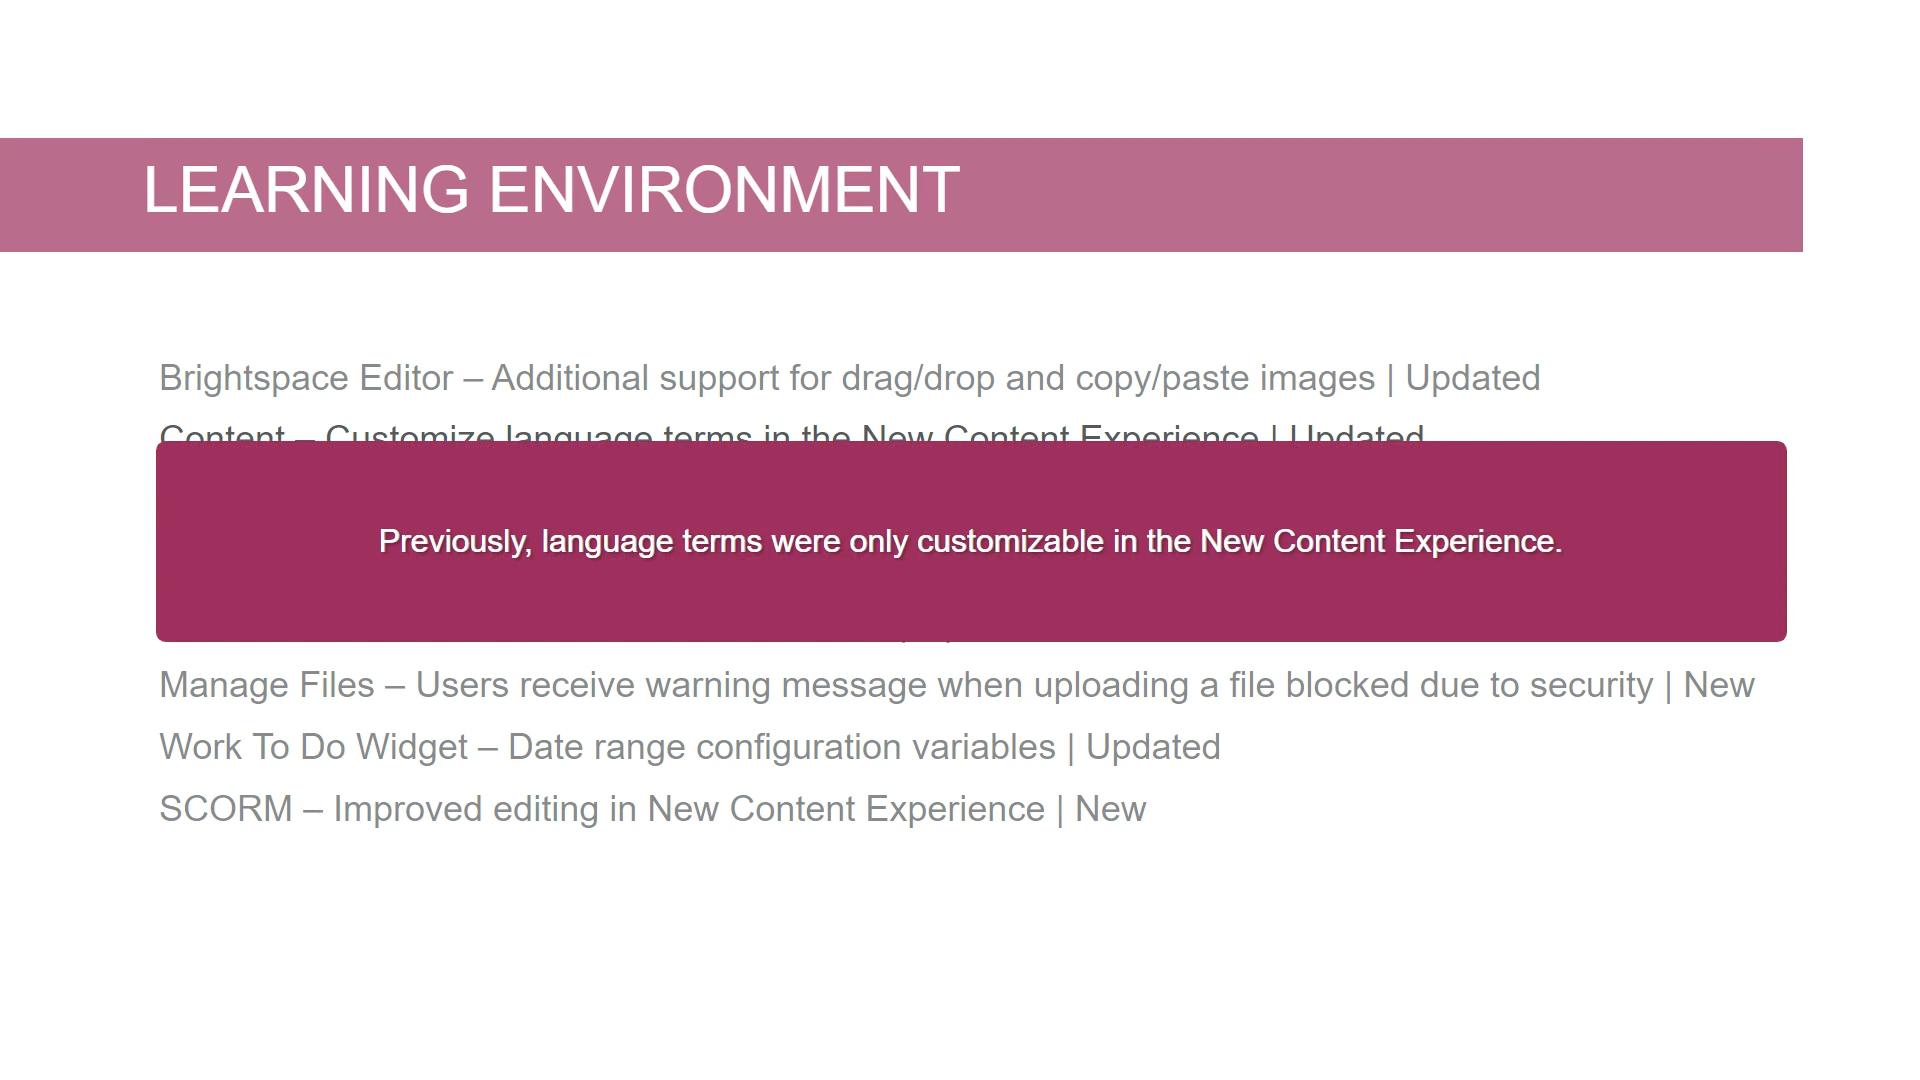 LEARNING ENVIRONMENT
Brightspace Editor – Additional support for drag/drop and copy/paste images | Updated
Content – Customize language terms in the New Content Experience | Updated
Previously, language terms were only customizable in the New Content Experience.
Manage Files – Users receive warning message when uploading a file blocked due to security | New
Work To Do Widget – Date range configuration variables | Updated
SCORM – Improved editing in New Content Experience | New